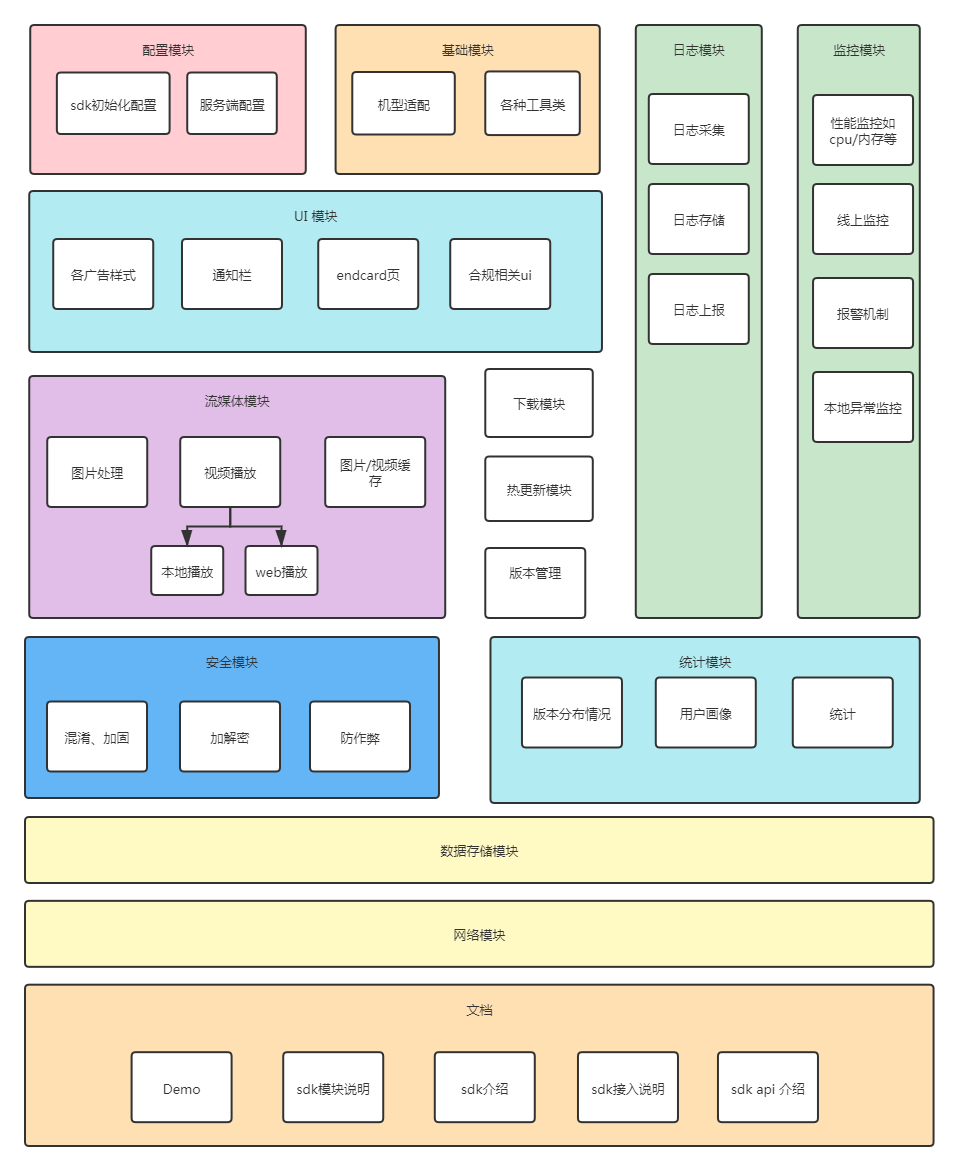 配置模块
sdk初始化配置
服务端配置
基础模块
机型适配
各种工具类
日志模块
日志采集
日志存储
日志上报
监控模块
性能监控如
cpu/内存等
线上监控
报警机制
本地异常监控
UI 模块
各广告样式
通知栏
endcard页
合规相关ui
流媒体模块
图片处理
视频播放
图片/视频缓
存
本地播放
web播放
下载模块
热更新模块
版本管理
安全模块
混淆、加固
加解密
防作弊
统计模块
版本分布情况
用户画像
统计
数据存储模块
网络模块
文档
Demo
sdk模块说明
sdk介绍
sdk接入说明
sdk api 介绍